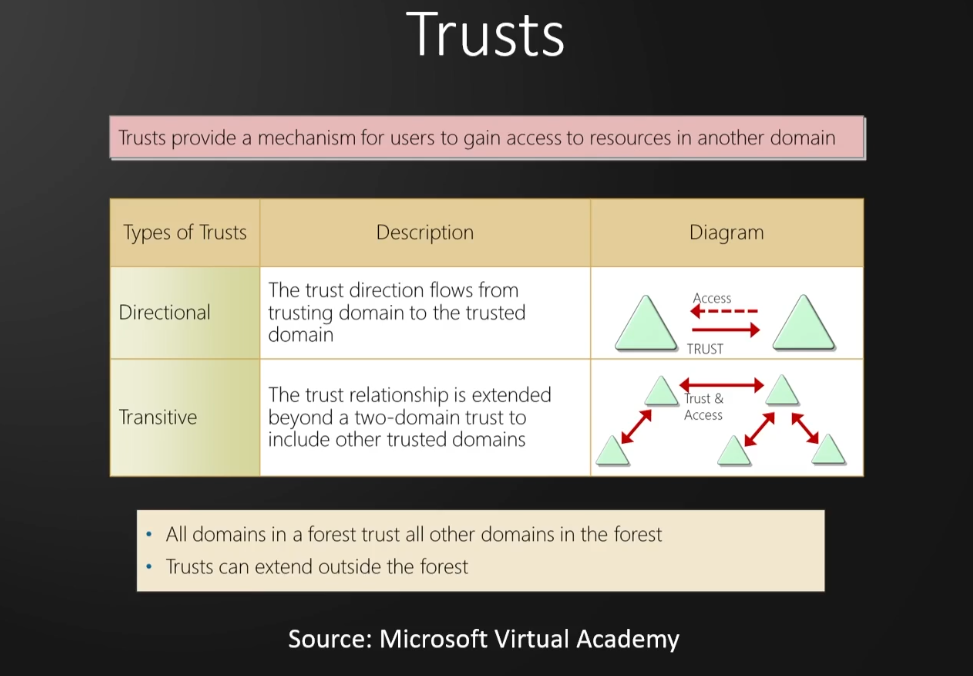 Trusts
Trusts provide a mechanism for users to gain access to resources in another domain
Types of Trusts
Description
Diagram
Directional
The trust direction flows from
trusting domain to the trusted
domain
Access
TRUST
Transitive
The trust relationship is extended
beyond a two-domain trust to
include other trusted domains
Trust &
Access
• All domains in a forest trust all other domains in the forest
• Trusts can extend outside the forest
Source: Microsoft Virtual Academy